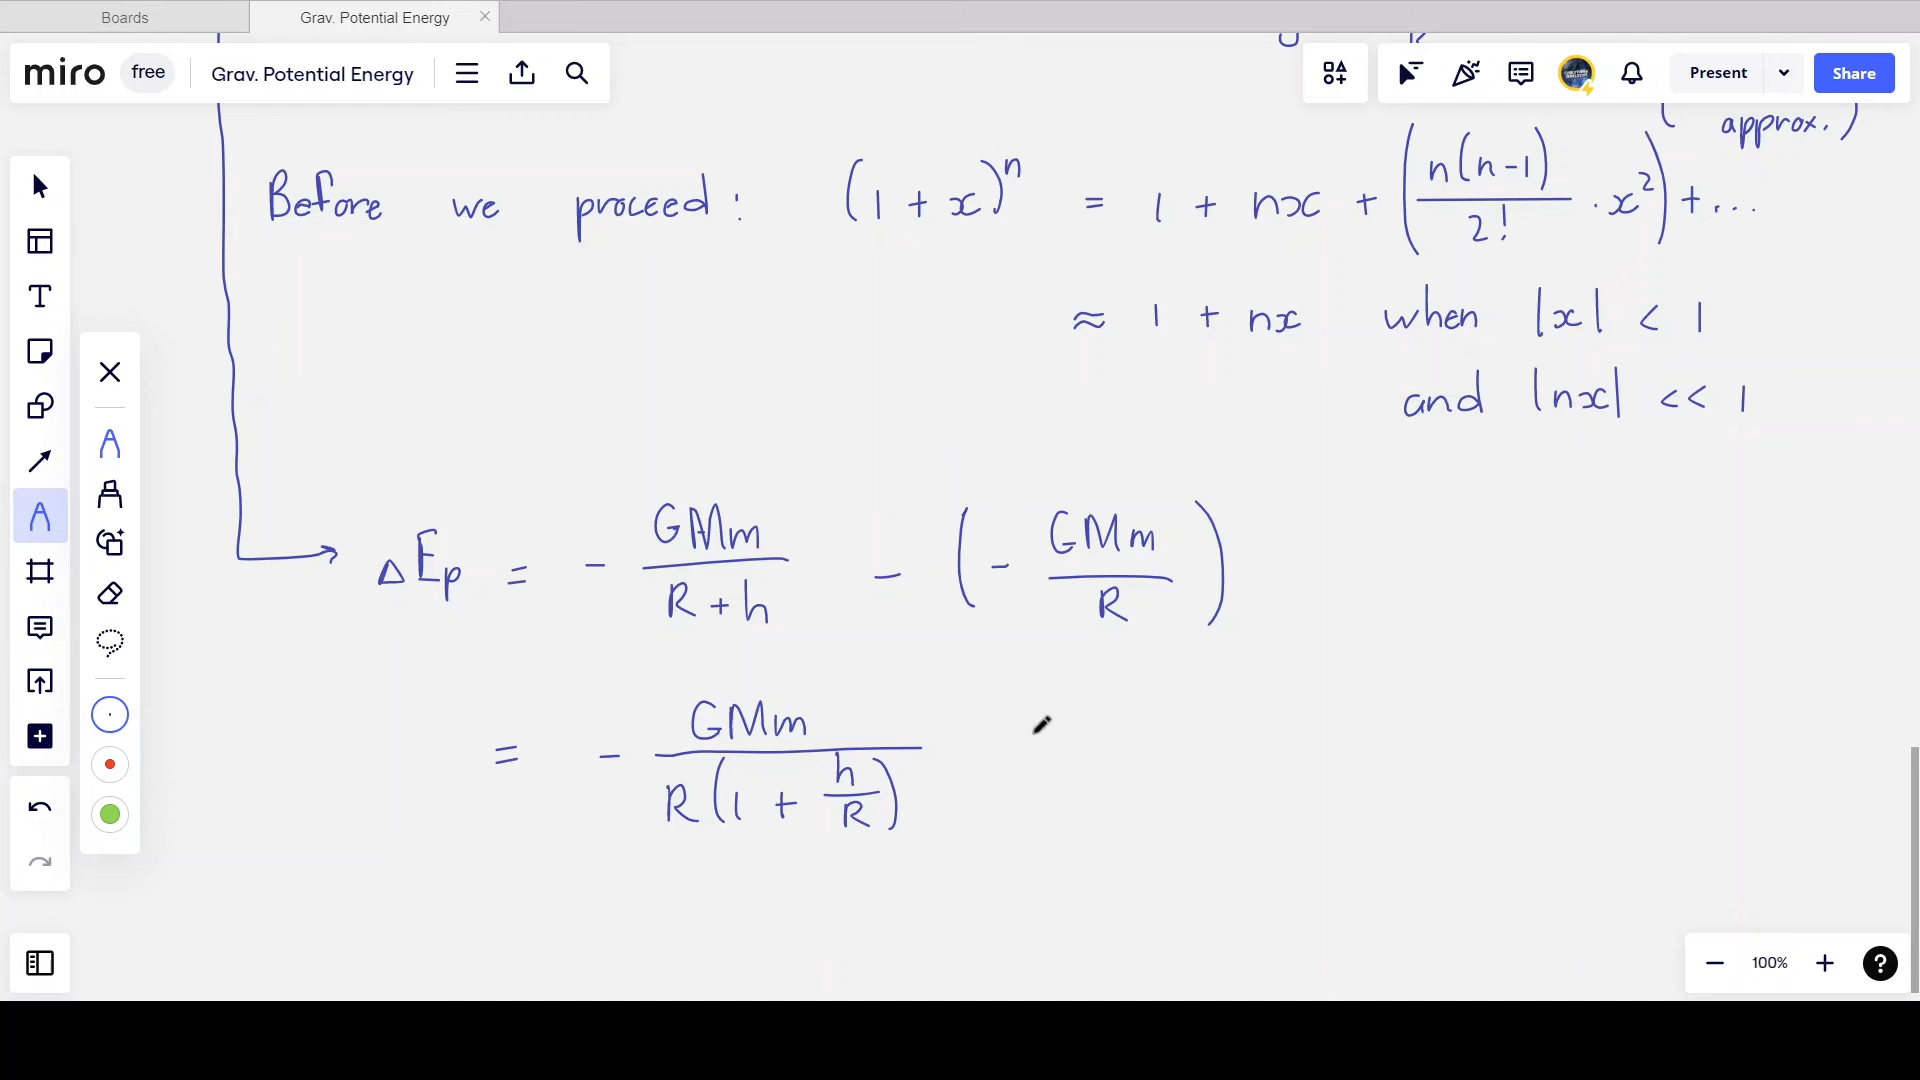 Boards
Grav. Potential Energy
miro free Grav. Potential Energy
Present
Share
approx.)
Before we proceed: (1 + x)^n = 1 + nx + (n(n-1)/2! · x^2) + ...
≈ 1 + nx when |x| < 1
and |nx| << 1
ΔEp = - GMm/(R + h) - (- GMm/R)
= - GMm/(R(1 + h/R))
100%